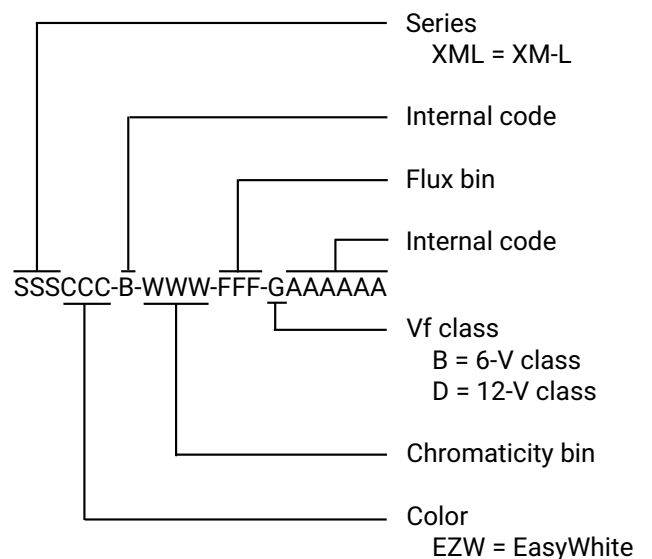 Series
XML = XM-L
Internal code
Flux bin
Internal code
SSSCCC-B-WWW-FFF-GAAAAAA
Vf class
B = 6-V class
D = 12-V class
Chromaticity bin
Color
EZW = EasyWhite